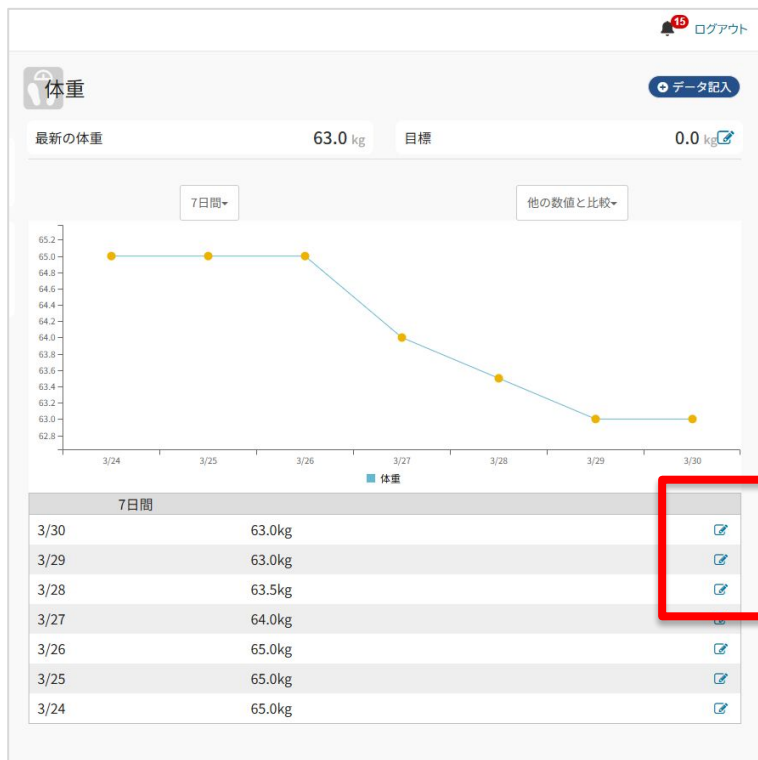 15 ログアウト
体重 データ記入
最新の体重 63.0 kg 目標 0.0 kg
7日間 他の数値と比較
65.2
65.0
64.8
64.6
64.4
64.2
64.0
63.8
63.6
63.4
63.2
63.0
62.8
3/24 3/25 3/26 3/27 3/28 3/29 3/30
体重
7日間
3/30 63.0kg
3/29 63.0kg
3/28 63.5kg
3/27 64.0kg
3/26 65.0kg
3/25 65.0kg
3/24 65.0kg